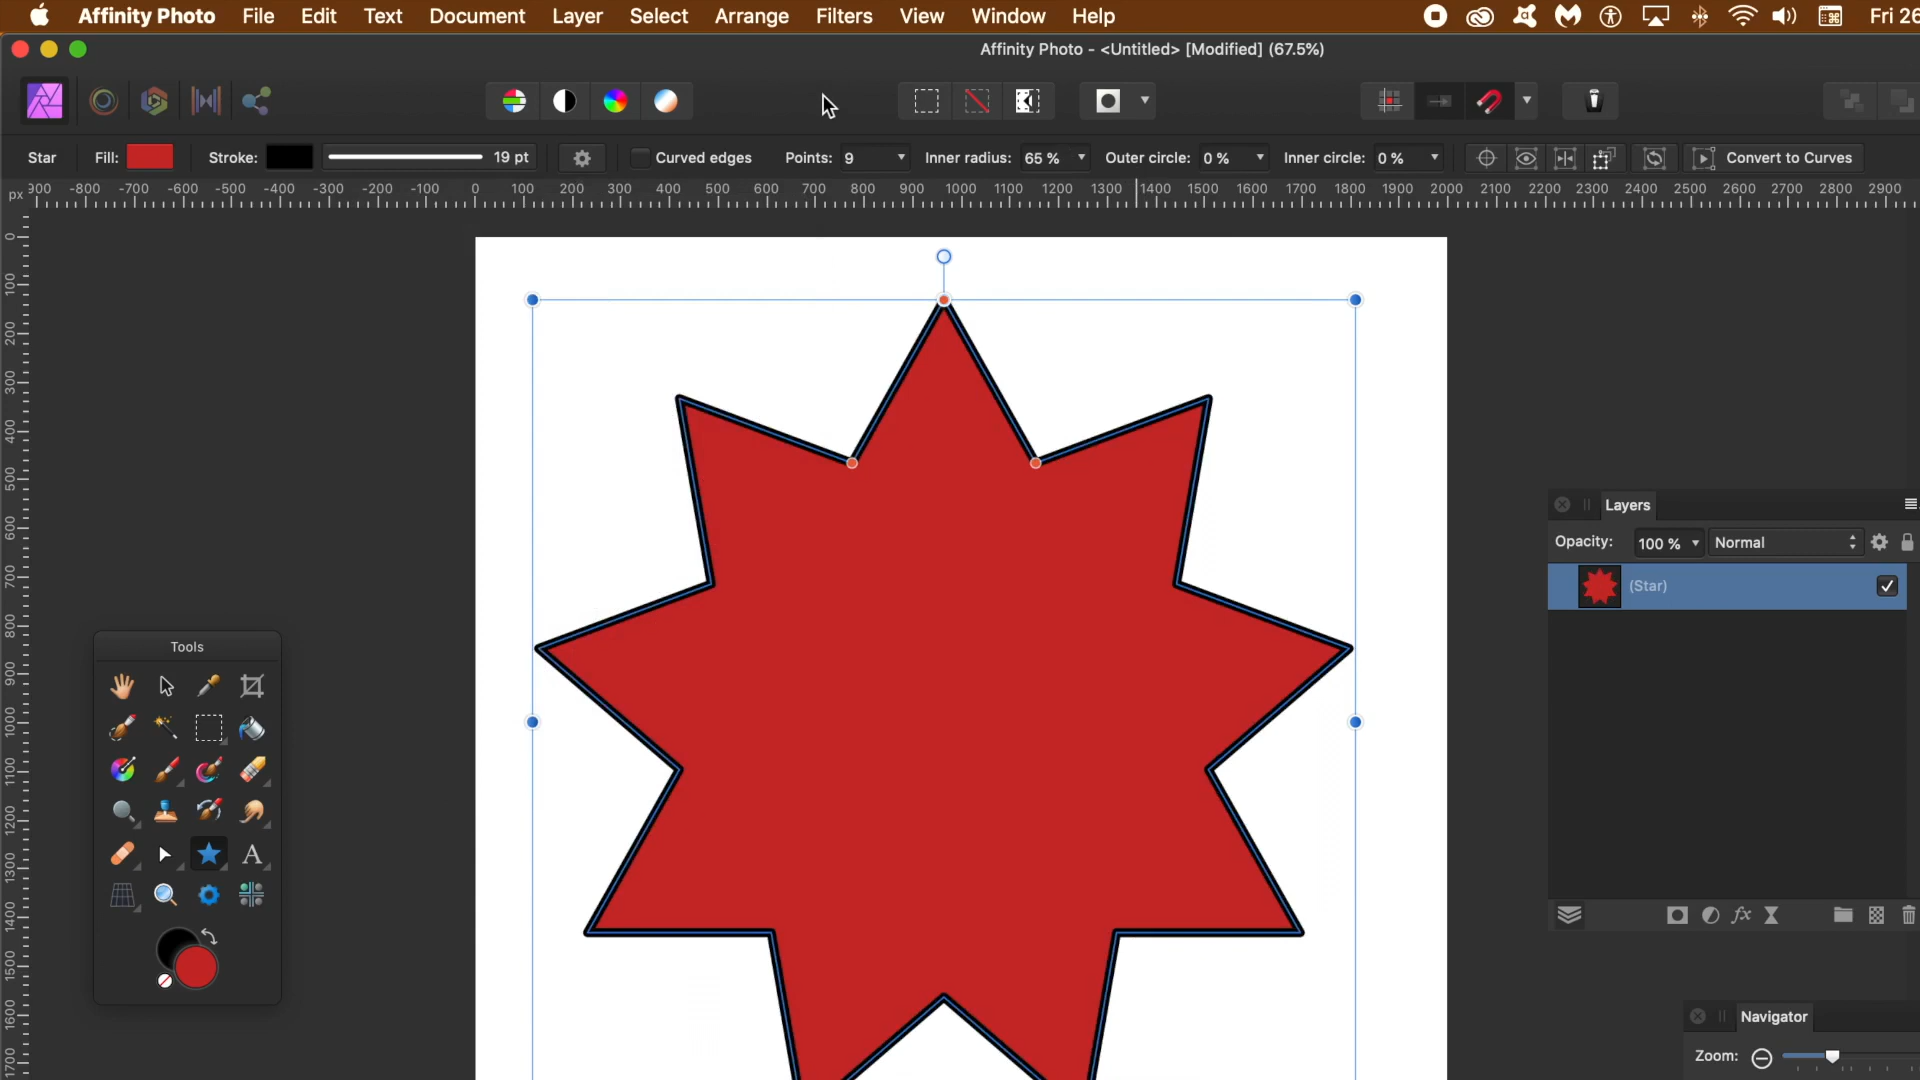 Affinity Photo File Edit Text Document Layer Select Arrange Filters View Window Help Fri 26
Affinity Photo - <Untitled> [Modified] (67.5%)
Star Fill: Stroke: 19 pt Curved edges Points: 9 Inner radius: 65 % Outer circle: 0 % Inner circle: 0 % Convert to Curves
px 300 -800 -700 -600 -500 -400 -300 -200 -100 0 100 200 300 400 500 600 700 800 900 1000 1100 1200 1300 1400 1500 1600 1700 1800 1900 2000 2100 2200 2300 2400 2500 2600 2700 2800 2900
0
100
200
300
400
500
600
700
800
900
1000
1100
1200
1300
1400
1500
1600
1700
Layers
Opacity: 100 % Normal
(Star)
Tools
A
fx
Navigator
Zoom: